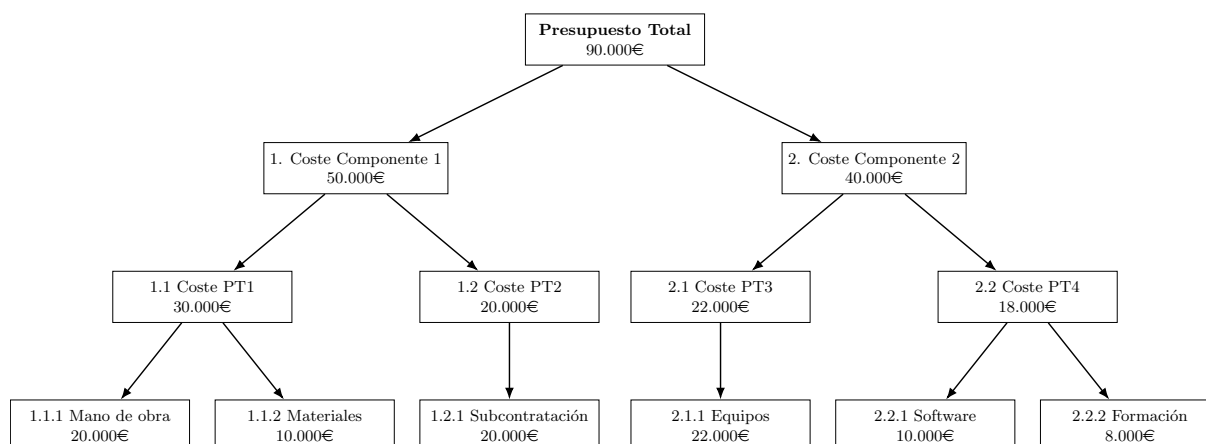 Presupuesto Total
90.000€
1. Coste Componente 1
50.000€
2. Coste Componente 2
40.000€
1.1 Coste PT1
30.000€
1.2 Coste PT2
20.000€
2.1 Coste PT3
22.000€
2.2 Coste PT4
18.000€
1.1.1 Mano de obra
20.000€
1.1.2 Materiales
10.000€
1.2.1 Subcontratación
20.000€
2.1.1 Equipos
22.000€
2.2.1 Software
10.000€
2.2.2 Formación
8.000€